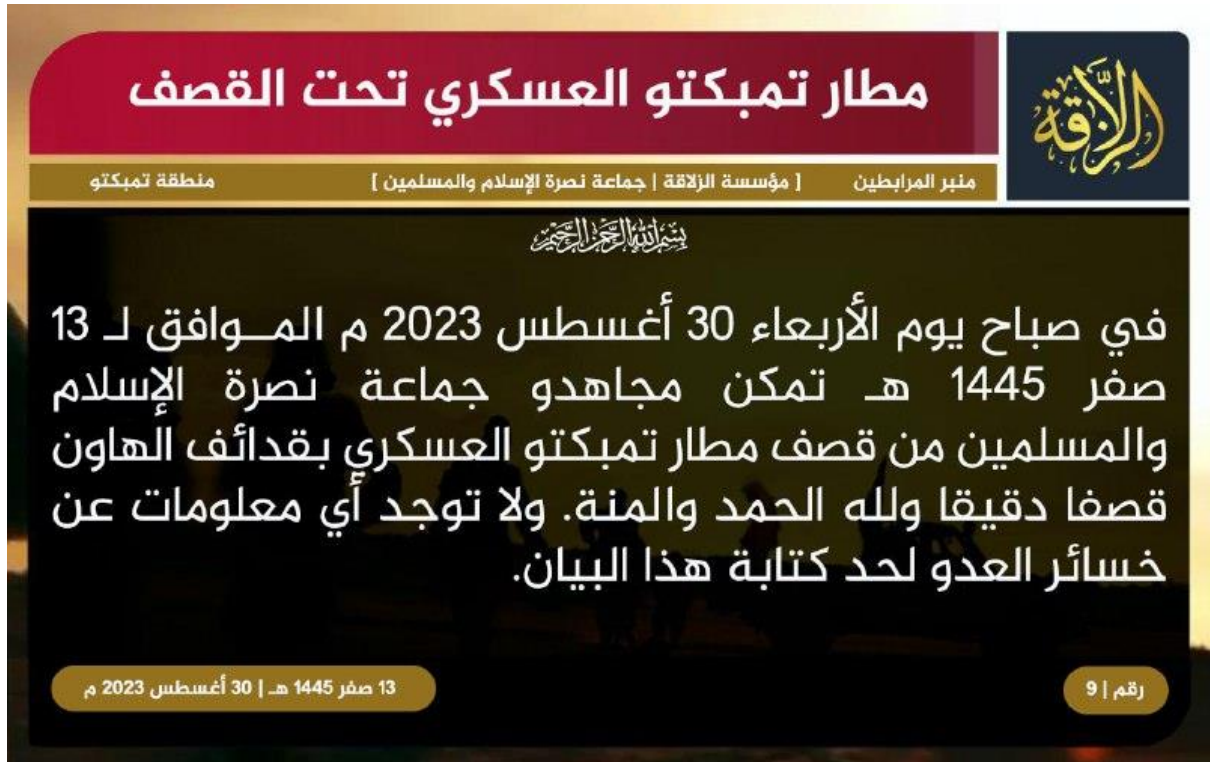 مطار تمبكتو العسكري تحت القصف
الزلاقة
منبر المرابطين [ مؤسسة الزلاقة | جماعة نصرة الإسلام والمسلمين ] منطقة تمبكتو
بسم الله الرحمن الرحيم
في صباح يوم الأربعاء 30 أغسطس 2023 م المــوافق لـ 13
صفر 1445 هـ تمكن مجاهدو جماعة نصرة الإسلام
والمسلمين من قصف مطار تمبكتو العسكري بقدائف الهاون
قصفا دقيقا ولله الحمد والمنة. ولا توجد أي معلومات عن
خسائر العدو لحد كتابة هذا البيان.
رقم | 9
13 صفر 1445 هـ | 30 أغسطس 2023 م